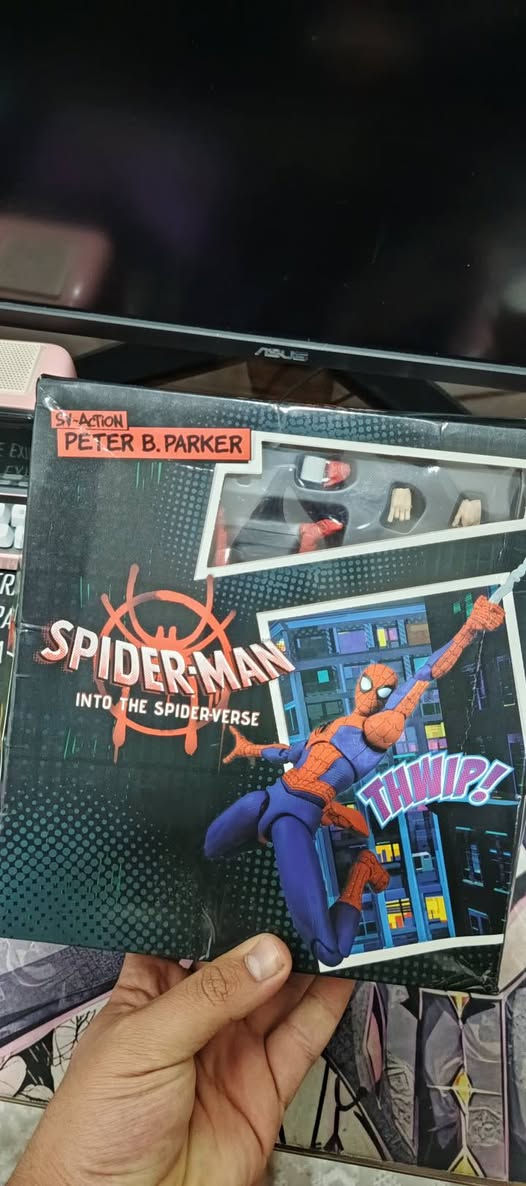 ASUS
SV-ACTION
PETER B. PARKER
SPIDER-MAN
INTO THE SPIDER-VERSE
THWIP!